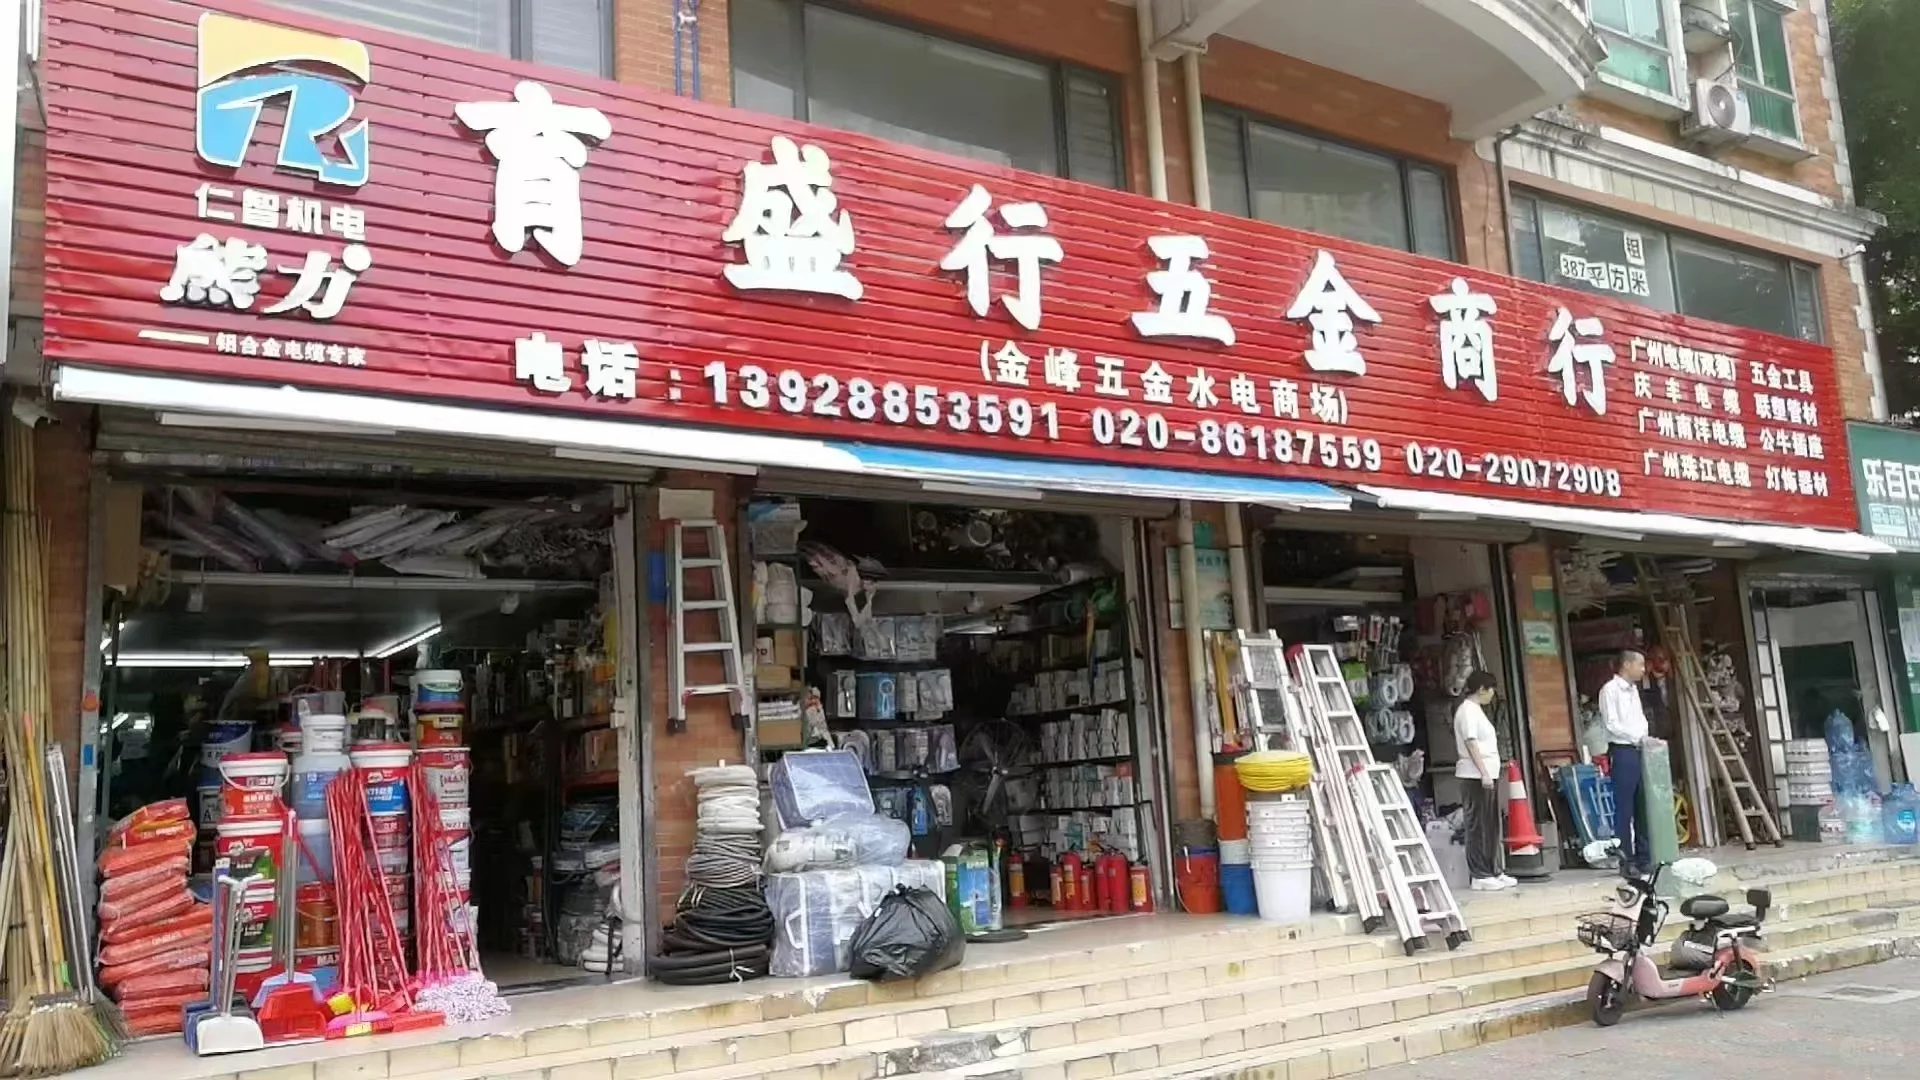 仁智机电
熊力
铝合金电缆专家
育盛行五金商行
(金峰五金水电商场)
电话：13928853591 020-86187559 020-29072908
广州电缆(双菱) 五金工具
庆丰电缆 联塑管材
广州南洋电缆 公牛插座
广州珠江电缆 灯饰器材
租
387平方米
乐百氏